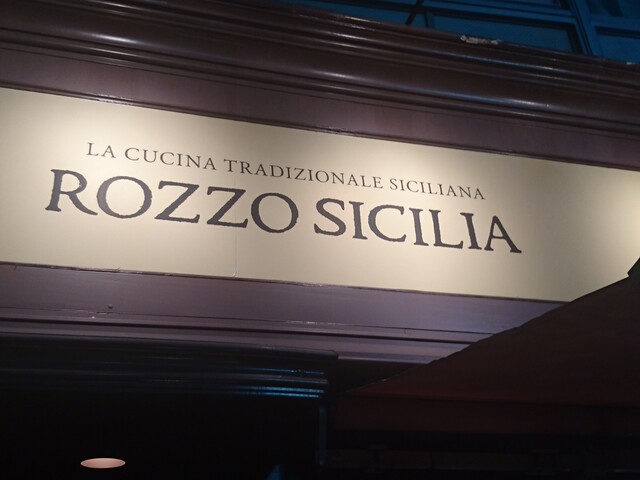 LA CUCINA TRADIZIONALE SICILIANA
ROZZO SICILIA